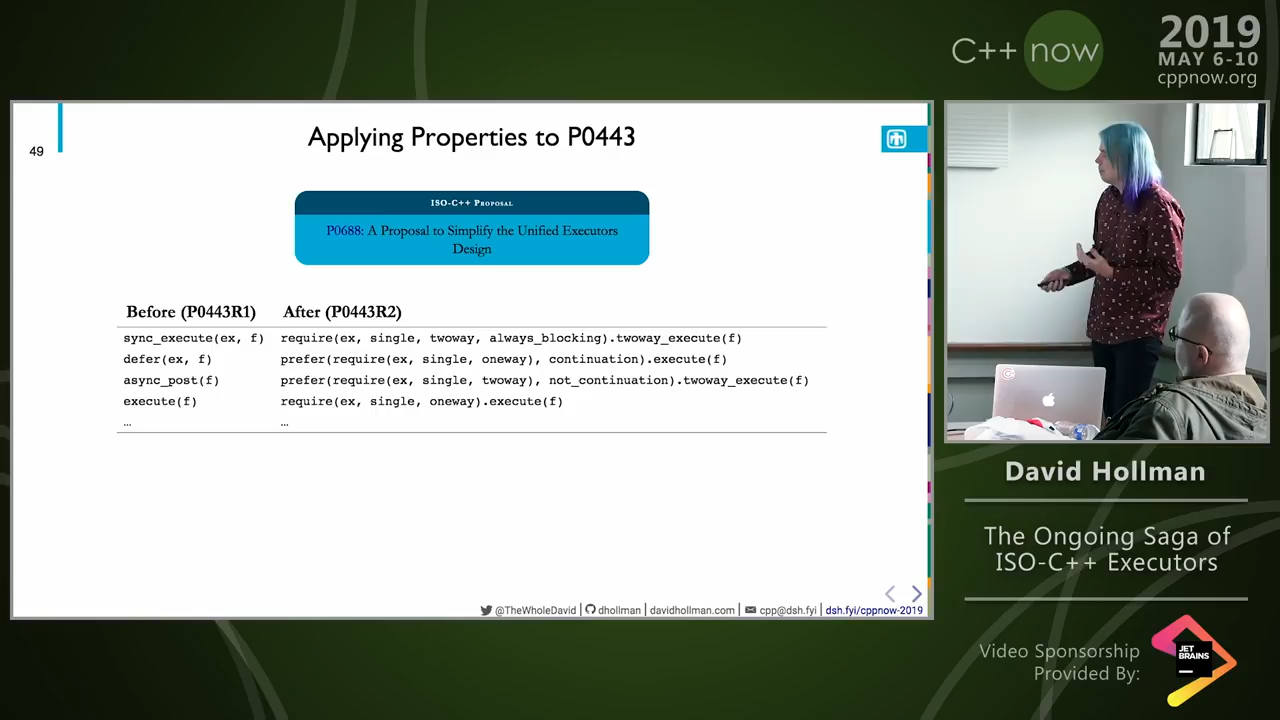 C++ now
2019
MAY 6-10
cppnow.org
49
Applying Properties to P0443
ISO-C++ Proposal
P0688: A Proposal to Simplify the Unified Executors
Design
Before (P0443R1) After (P0443R2)
sync_execute(ex, f) require(ex, single, twoway, always_blocking).twoway_execute(f)
defer(ex, f) prefer(require(ex, single, oneway), continuation).execute(f)
async_post(f) prefer(require(ex, single, twoway), not_continuation).twoway_execute(f)
execute(f) require(ex, single, oneway).execute(f)
… …
@TheWholeDavid | dhollman | davidhollman.com | cpp@dsh.fyi | dsh.fyi/cppnow-2019
David Hollman
The Ongoing Saga of
ISO-C++ Executors
Video Sponsorship
Provided By:
JET
BRAINS